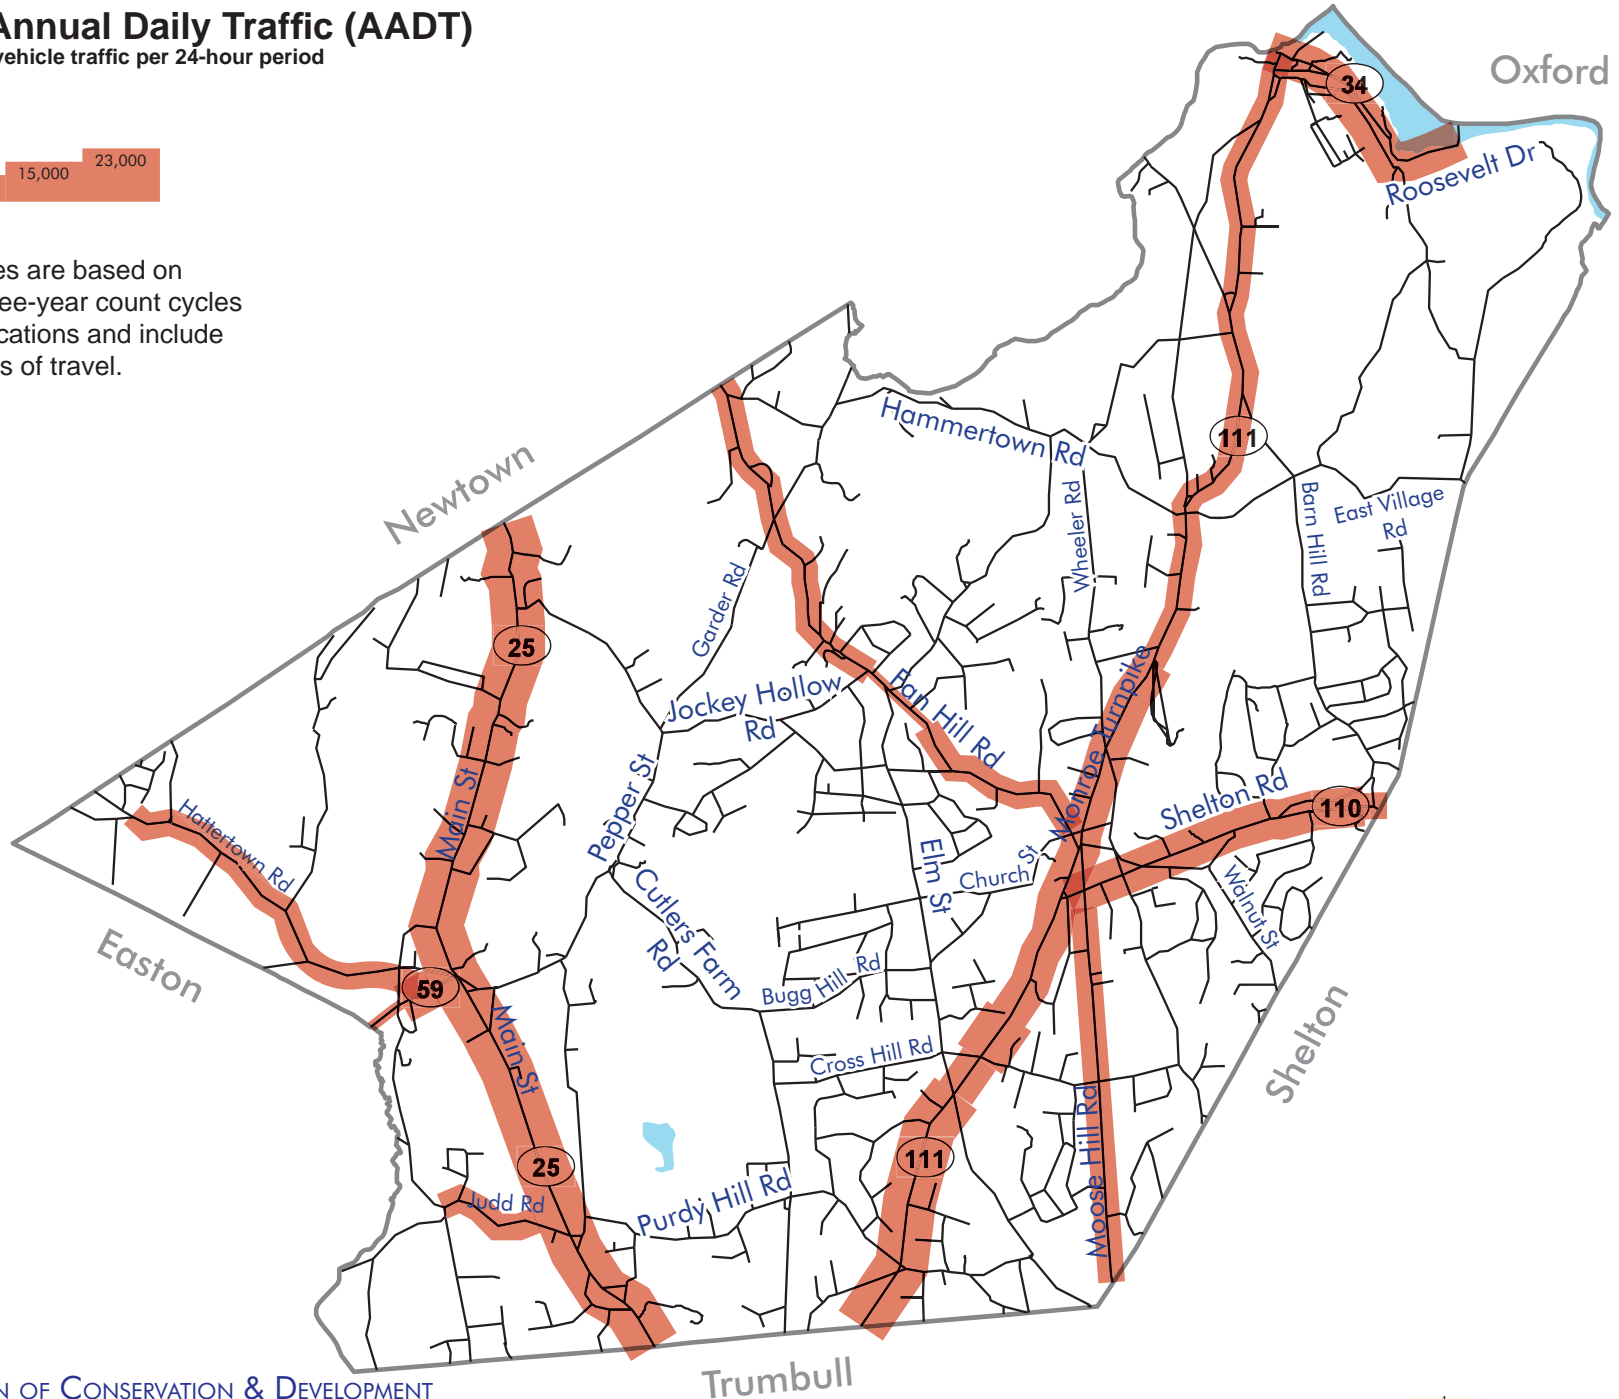 Annual Daily Traffic (AADT)
vehicle traffic per 24-hour period
15,000
23,000
es are based on
ee-year count cycles
cations and include
s of travel.
Oxford
34
Roosevelt Dr
Newtown
Hammertown Rd
111
Wheeler Rd
Barn Hill Rd
East Village
Rd
25
Garder Rd
Jockey Hollow
Rd
Fan Hill Rd
Monroe Turnpike
Main St
Pepper St
Hattertown Rd
Shelton Rd
110
Elm St
Church St
Walnut St
Cutlers Farm
Rd
Easton
59
Bugg Hill Rd
Main St
Cross Hill Rd
Shelton
Moose Hill Rd
111
25
Judd Rd
Purdy Hill Rd
Trumbull
N OF CONSERVATION & DEVELOPMENT